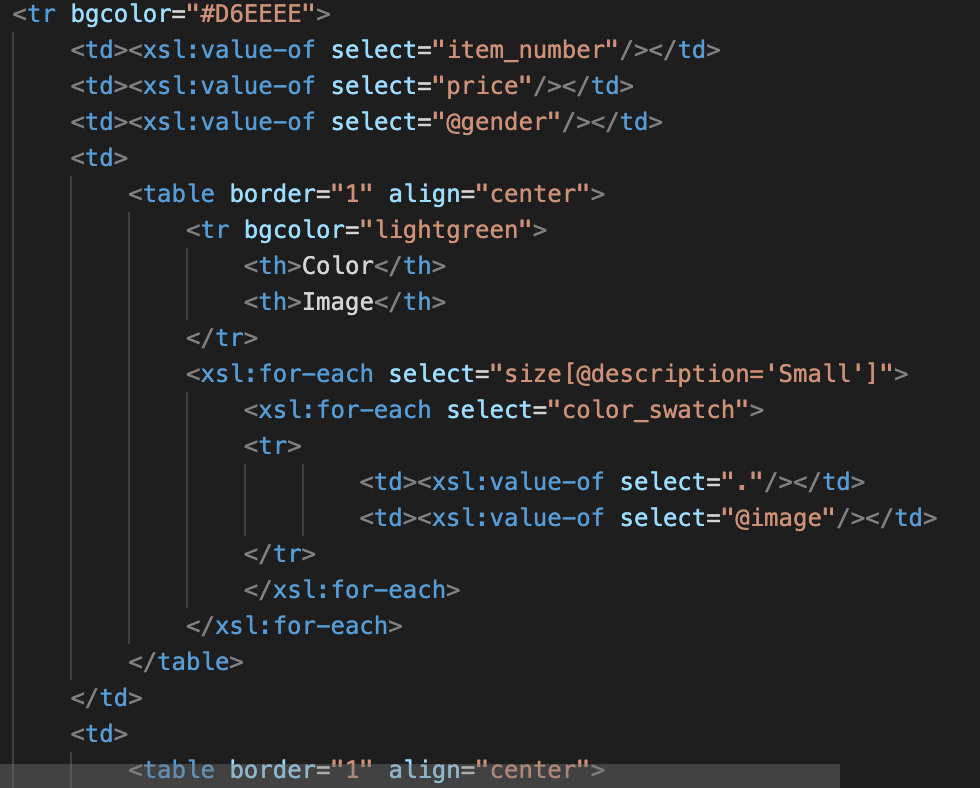 <tr bgcolor="#D6EEEE">
<td><xsl:value-of select="item_number"/></td>
<td><xsl:value-of select="price"/></td>
<td><xsl:value-of select="@gender"/></td>
<td>
<table border="1" align="center">
<tr bgcolor="lightgreen">
<th>Color</th>
<th>Image</th>
</tr>
<xsl:for-each select="size[@description='Small']">
<xsl:for-each select="color_swatch">
<tr>
<td><xsl:value-of select="."/></td>
<td><xsl:value-of select="@image"/></td>
</tr>
</xsl:for-each>
</xsl:for-each>
</table>
</td>
<td>
<table border="1" align="center">